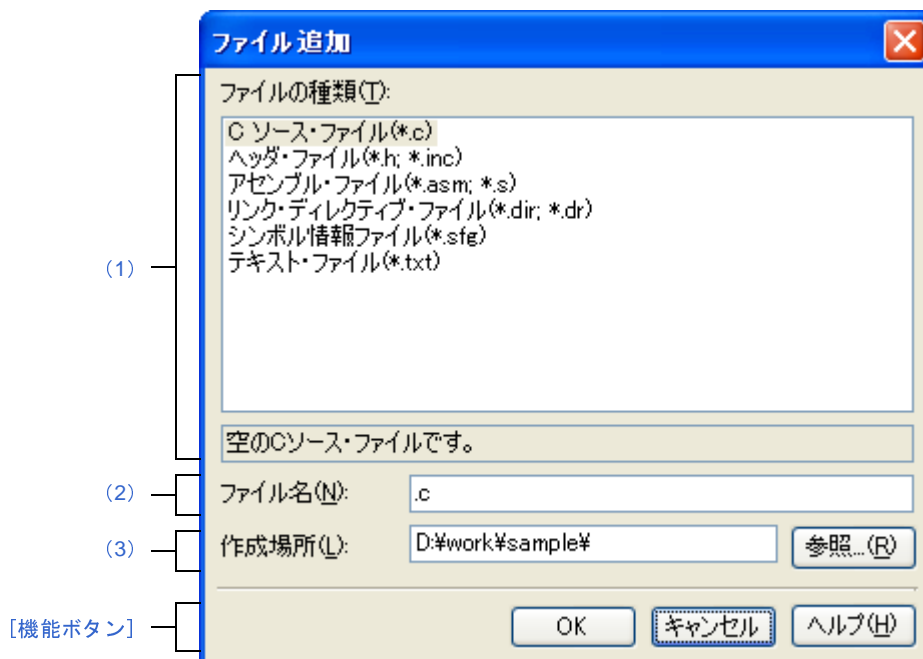 ファイル追加
ファイルの種類(T):
C ソース・ファイル(*.c)
ヘッダ・ファイル(*.h; *.inc)
アセンブル・ファイル(*.asm; *.s)
リンク・ディレクティブ・ファイル(*.dir; *.dr)
シンボル情報ファイル(*.sfg)
テキスト・ファイル(*.txt)
(1)
空のCソース・ファイルです。
(2) ファイル名(N): .c
(3) 作成場所(L): D:¥work¥sample¥ 参照...(R)
[機能ボタン] OK キャンセル ヘルプ(H)